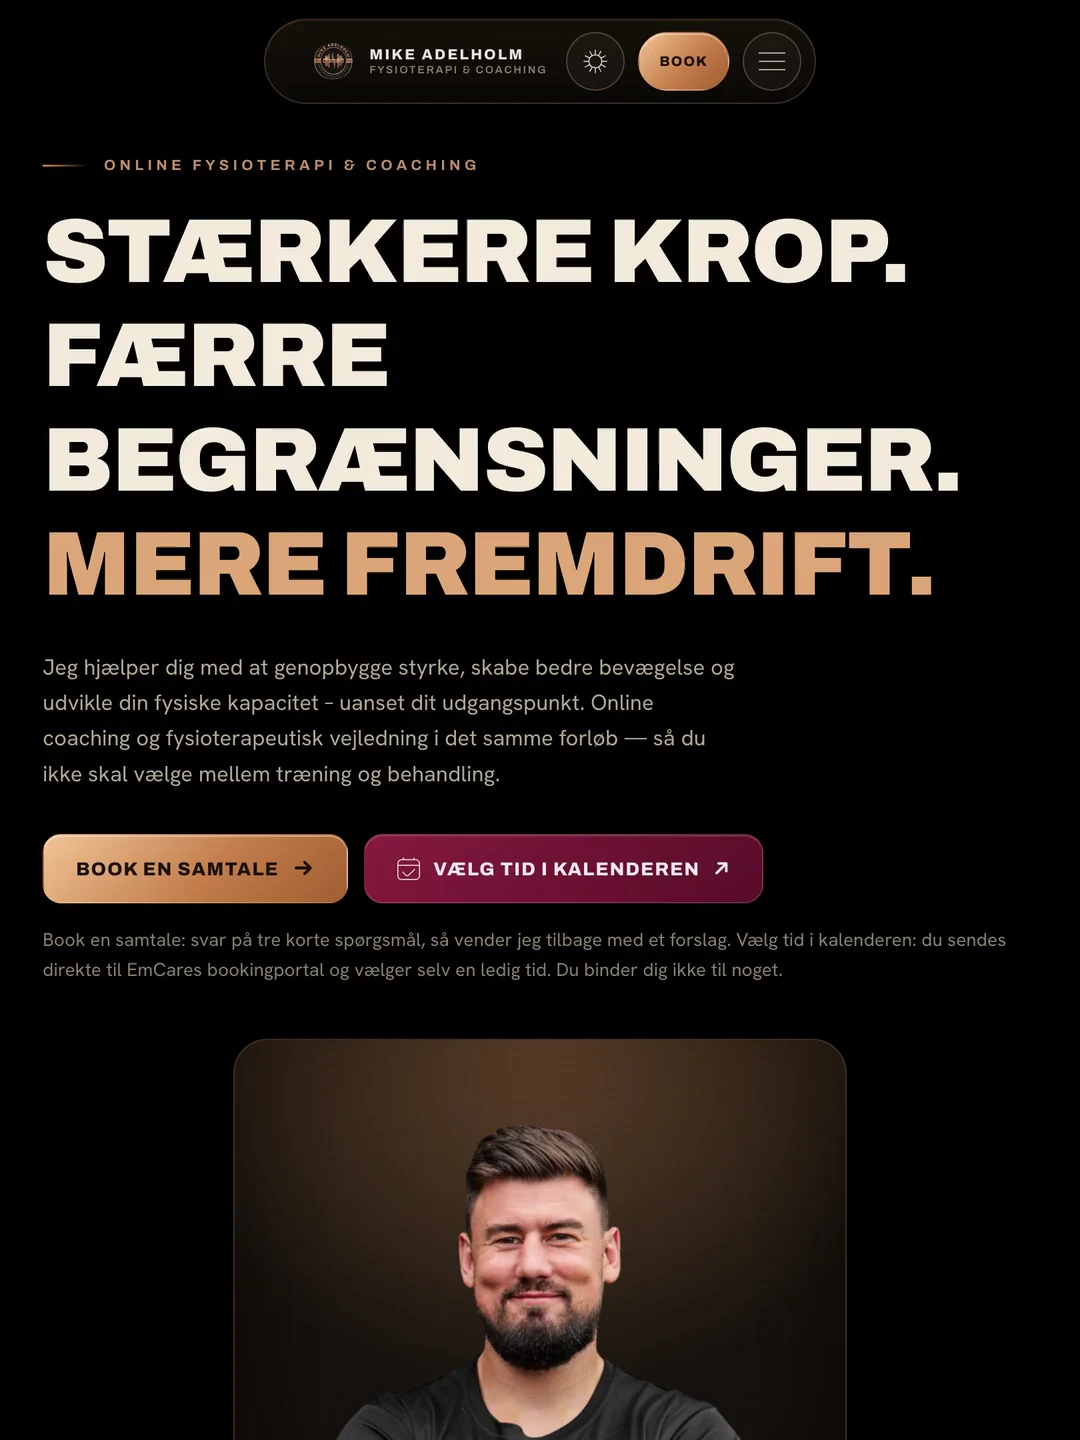 MIKE ADELHOLM
FYSIOTERAPI & COACHING
BOOK
ONLINE FYSIOTERAPI & COACHING
STÆRKERE KROP.
FÆRRE
BEGRÆNSNINGER.
MERE FREMDRIFT.
Jeg hjælper dig med at genopbygge styrke, skabe bedre bevægelse og
udvikle din fysiske kapacitet – uanset dit udgangspunkt. Online
coaching og fysioterapeutisk vejledning i det samme forløb — så du
ikke skal vælge mellem træning og behandling.
BOOK EN SAMTALE →
VÆLG TID I KALENDEREN ↗
Book en samtale: svar på tre korte spørgsmål, så vender jeg tilbage med et forslag. Vælg tid i kalenderen: du sendes
direkte til EmCares bookingportal og vælger selv en ledig tid. Du binder dig ikke til noget.